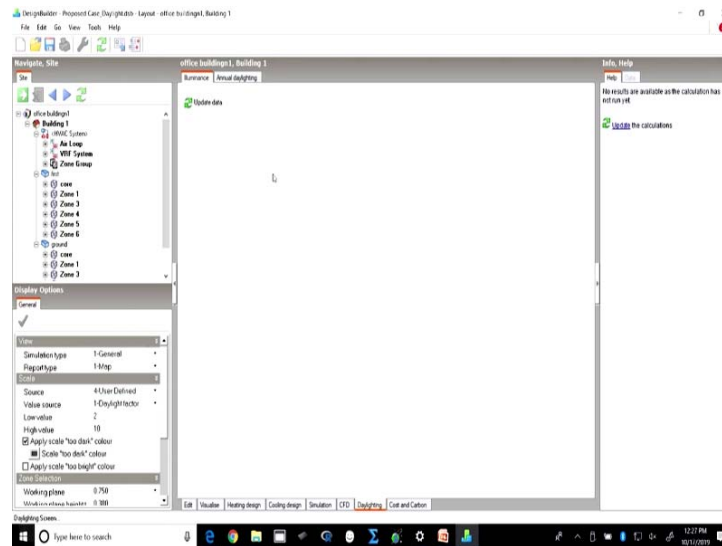 DesignBuilder - Proposed Case_Daylight.dsb - Layout - office buildings1, Building 1
File Edit Go View Tools Help
Navigate, Site
Site
office buildings1
Building 1
HVAC Systems
Air Loop
VRF System
Zone Group
first
core
Zone 1
Zone 3
Zone 4
Zone 5
Zone 6
ground
core
Zone 1
Zone 3
Display Options
General
View
Simulation type 1-General
Report type 1-Map
Scale
Source 4-User Defined
Value source 1-Daylight factor
Low value 2
High value 10
Apply scale "too dark" colour
Scale "too dark" colour
Apply scale "too bright" colour
Zone Selection
Working plane 0.750
office buildings1, Building 1
Illuminance Annual daylighting
Update data
Edit Visualise Heating design Cooling design Simulation CFD Daylighting Cost and Carbon
Info, Help
Help
No results are available as the calculation has
not run yet.
Update the calculations
Daylighting Screen.
Type here to search
12:27 PM
10/17/2019